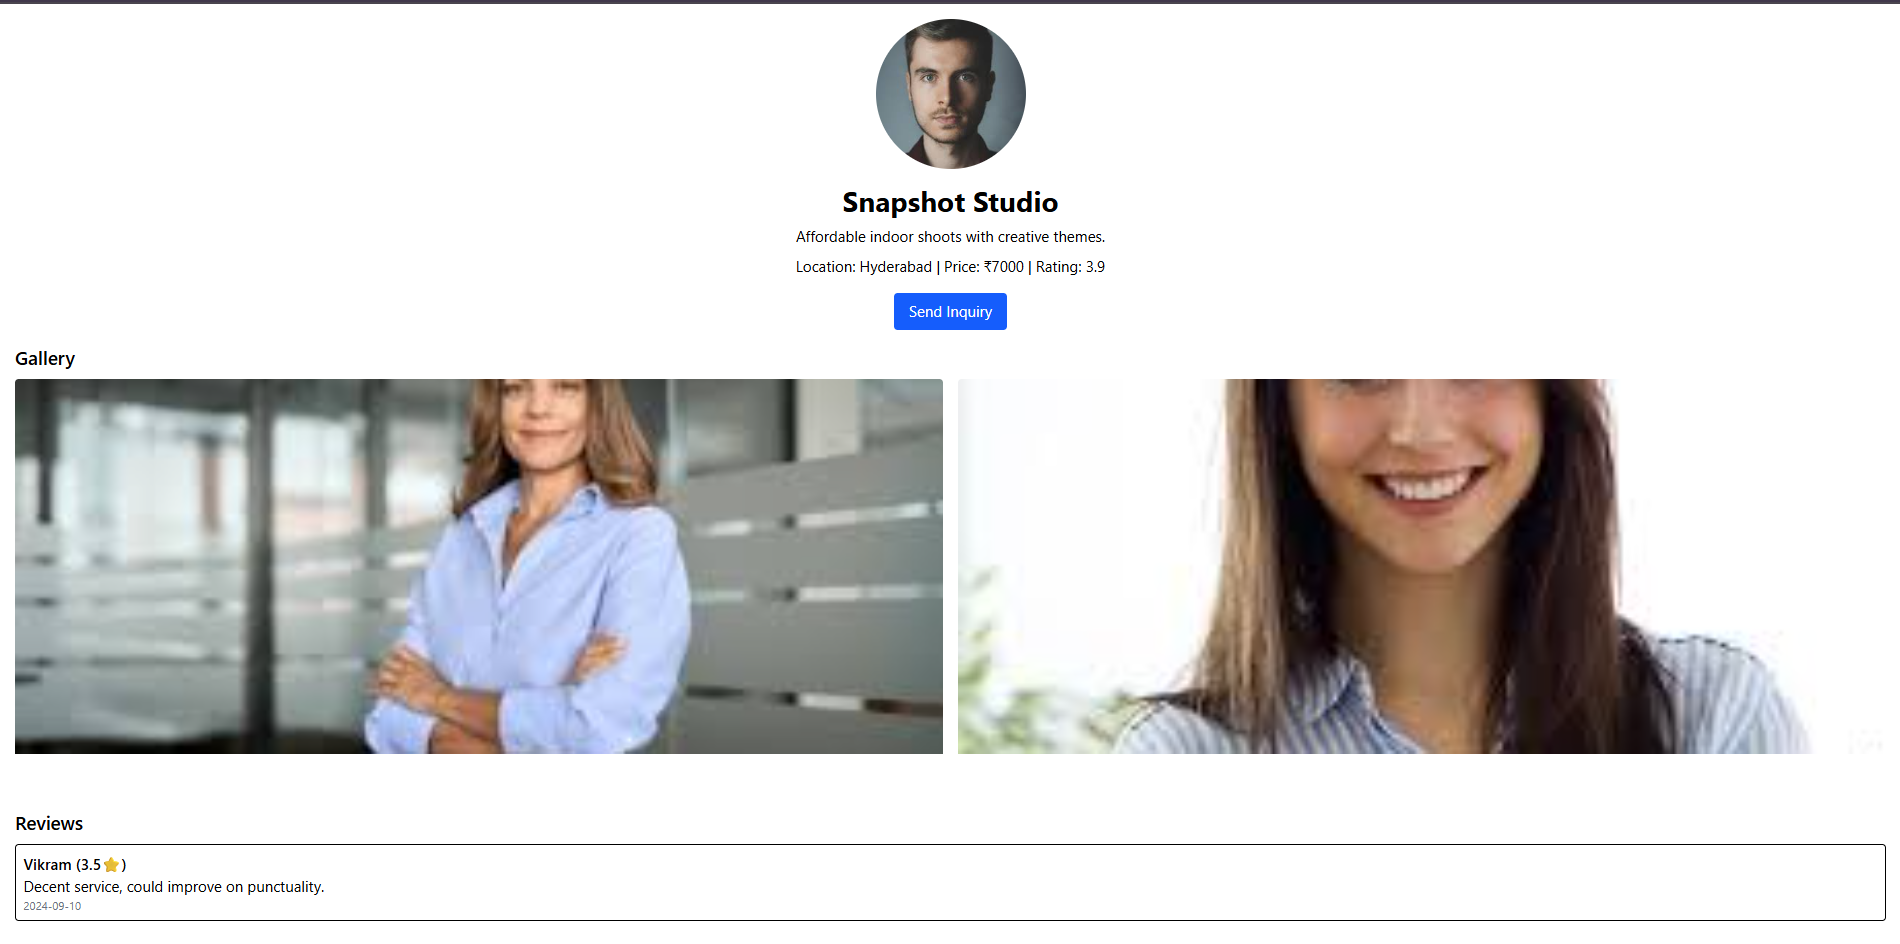 Snapshot Studio
Affordable indoor shoots with creative themes.
Location: Hyderabad | Price: ₹7000 | Rating: 3.9
Send Inquiry
Gallery
Reviews
Vikram (3.5⭐)
Decent service, could improve on punctuality.
2024-09-10